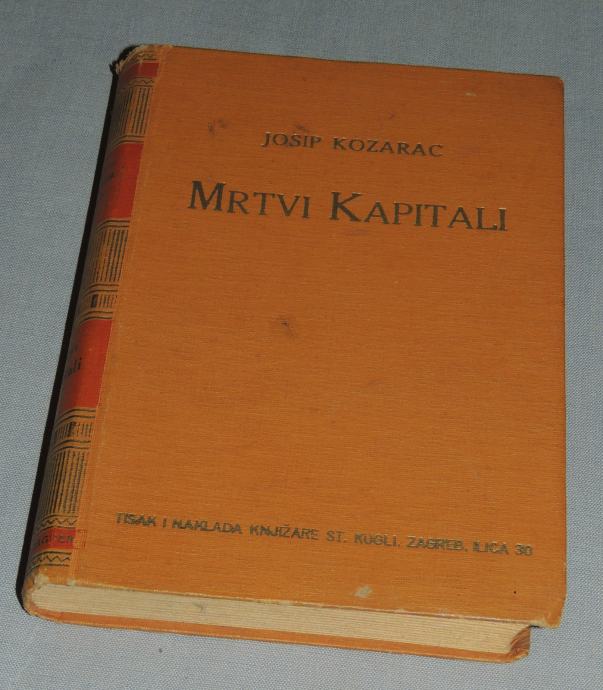 JOSIP KOZARAC
MRTVI KAPITALI
TISAK I NAKLADA KNJIŽARE ST. KUGLI, ZAGREB, ILICA 30